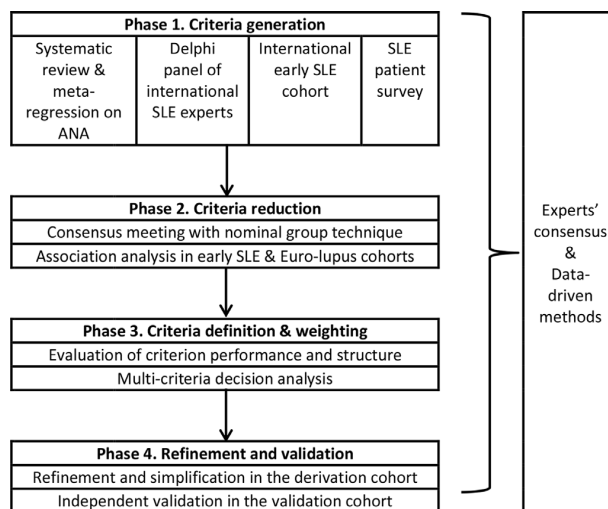 Phase 1. Criteria generation
Systematic
review &
meta-
regression on
ANA
Delphi
panel of
international
SLE experts
International
early SLE
cohort
SLE
patient
survey
Phase 2. Criteria reduction
Consensus meeting with nominal group technique
Association analysis in early SLE & Euro-lupus cohorts
Phase 3. Criteria definition & weighting
Evaluation of criterion performance and structure
Multi-criteria decision analysis
Phase 4. Refinement and validation
Refinement and simplification in the derivation cohort
Independent validation in the validation cohort
Experts’
consensus
&
Data-
driven
methods